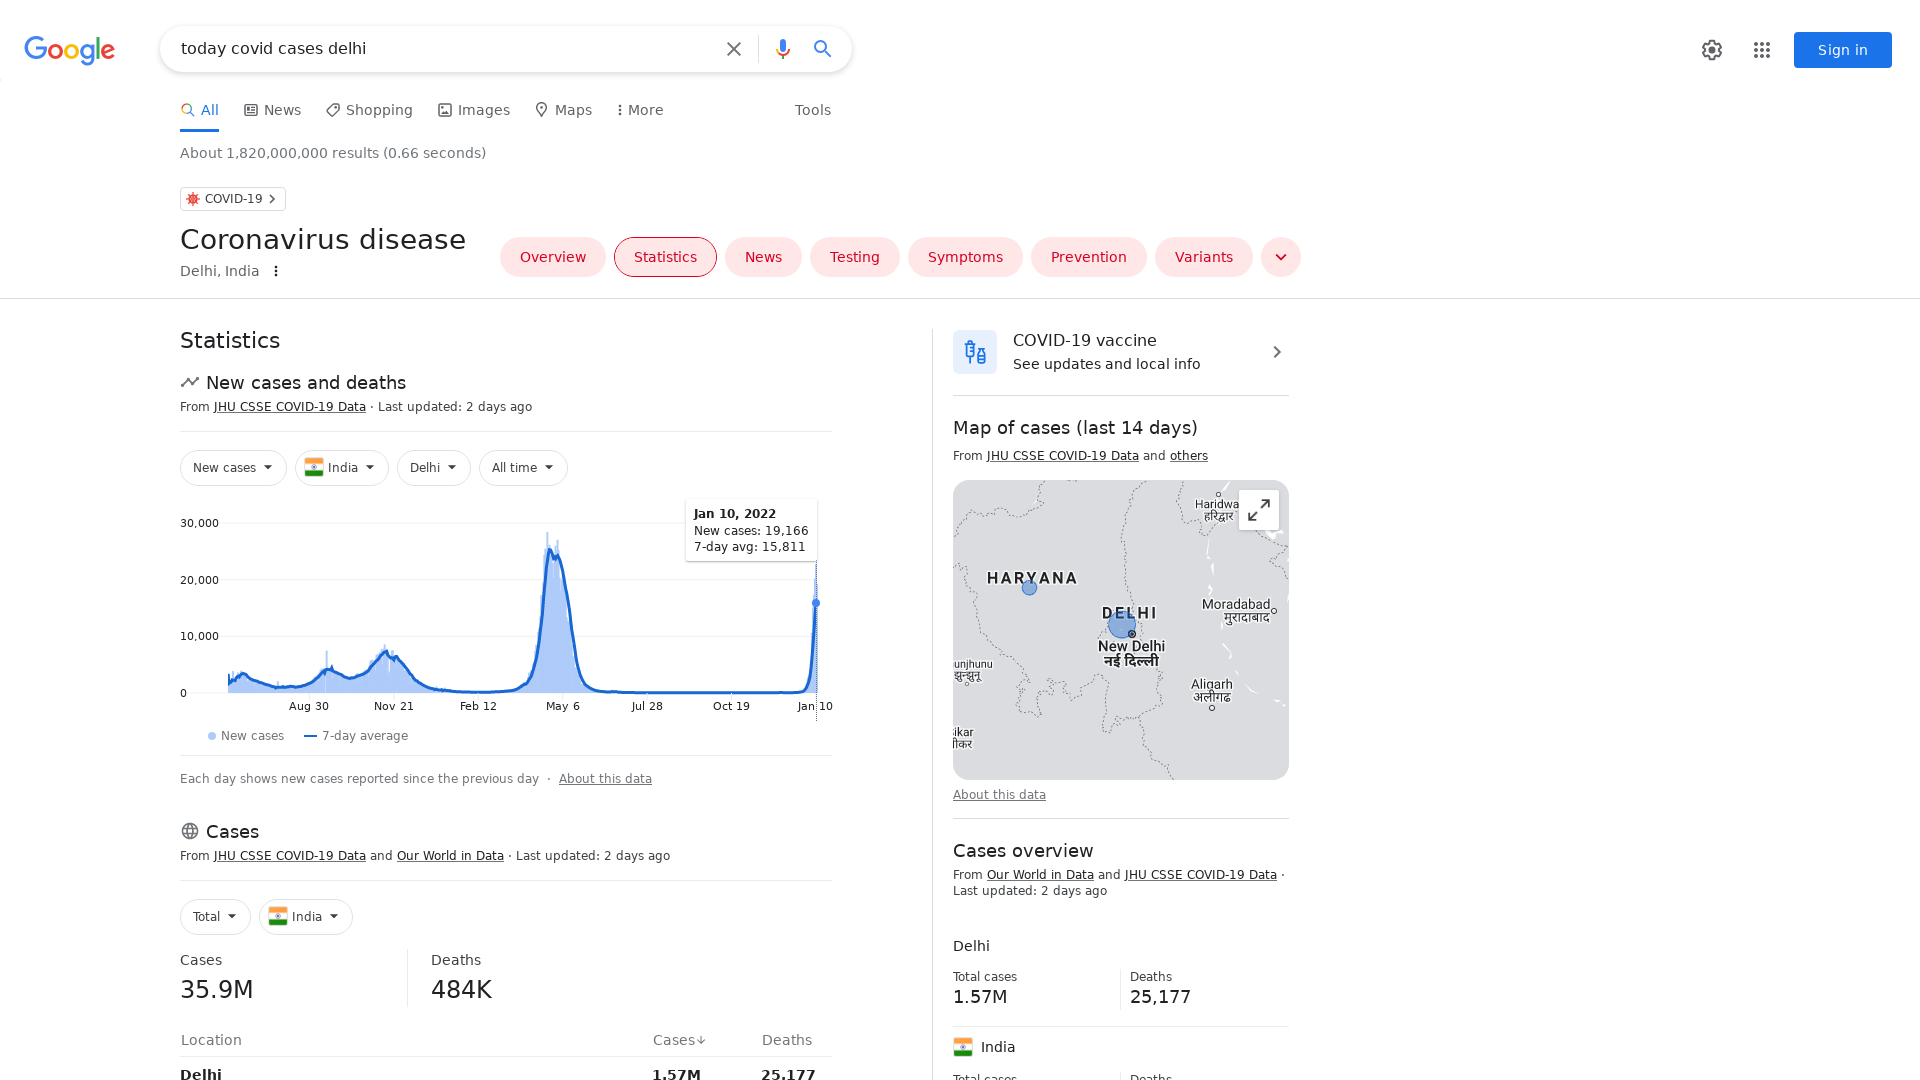 Google
today covid cases delhi
Sign in
All
News
Shopping
Images
Maps
More
Tools
About 1,820,000,000 results (0.66 seconds)
COVID-19
Coronavirus disease
Delhi, India
Overview
Statistics
News
Testing
Symptoms
Prevention
Variants
Statistics
New cases and deaths
From JHU CSSE COVID-19 Data · Last updated: 2 days ago
New cases
India
Delhi
All time
Jan 10, 2022
New cases: 19,166
7-day avg: 15,811
30,000
20,000
10,000
0
Aug 30
Nov 21
Feb 12
May 6
Jul 28
Oct 19
Jan 10
New cases
7-day average
Each day shows new cases reported since the previous day · About this data
Cases
From JHU CSSE COVID-19 Data and Our World in Data · Last updated: 2 days ago
Total
India
Cases
35.9M
Deaths
484K
Location
Cases
Deaths
Delhi
1.57M
25,177
COVID-19 vaccine
See updates and local info
Map of cases (last 14 days)
From JHU CSSE COVID-19 Data and others
Haridwa
हरिद्वार
HARYANA
DELHI
New Delhi
नई दिल्ली
Moradabad
मुरादाबाद
unjhunu
झुन्झुनू
Aligarh
अलीगढ़
ikar
ीकर
About this data
Cases overview
From Our World in Data and JHU CSSE COVID-19 Data ·
Last updated: 2 days ago
Delhi
Total cases
1.57M
Deaths
25,177
India
Total cases
Deaths